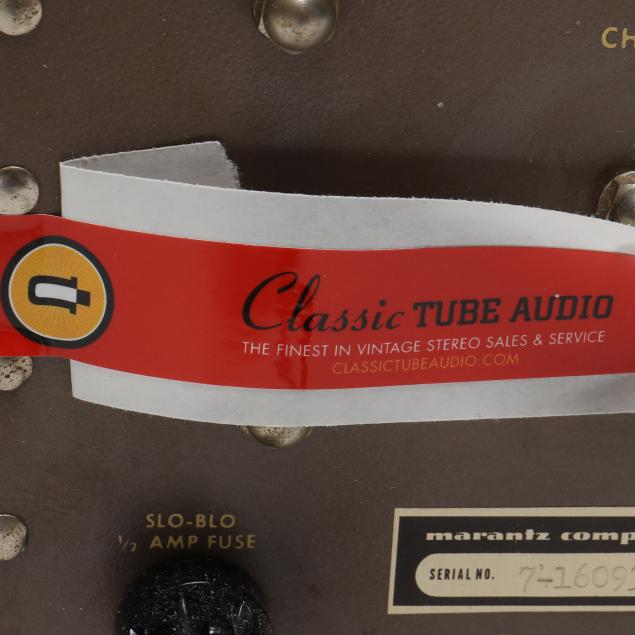 CH
Classic TUBE AUDIO
THE FINEST IN VINTAGE STEREO SALES & SERVICE
CLASSICTUBEAUDIO.COM
SLO-BLO
1/2 AMP FUSE
marantz comp
SERIAL NO. 7-16091